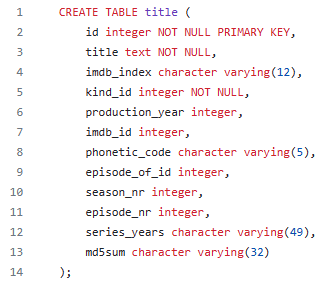 1 CREATE TABLE title (
2     id integer NOT NULL PRIMARY KEY,
3     title text NOT NULL,
4     imdb_index character varying(12),
5     kind_id integer NOT NULL,
6     production_year integer,
7     imdb_id integer,
8     phonetic_code character varying(5),
9     episode_of_id integer,
10     season_nr integer,
11     episode_nr integer,
12     series_years character varying(49),
13     md5sum character varying(32)
14 );